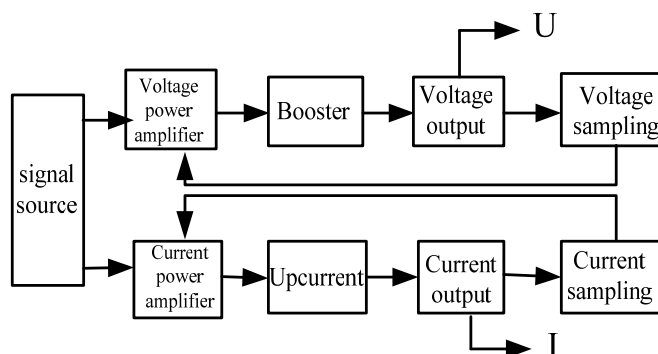 U
Voltage
power
amplifier
Booster
Voltage
output
Voltage
sampling
signal
source
Current
power
amplifier
Upcurrent
Current
output
Current
sampling
I